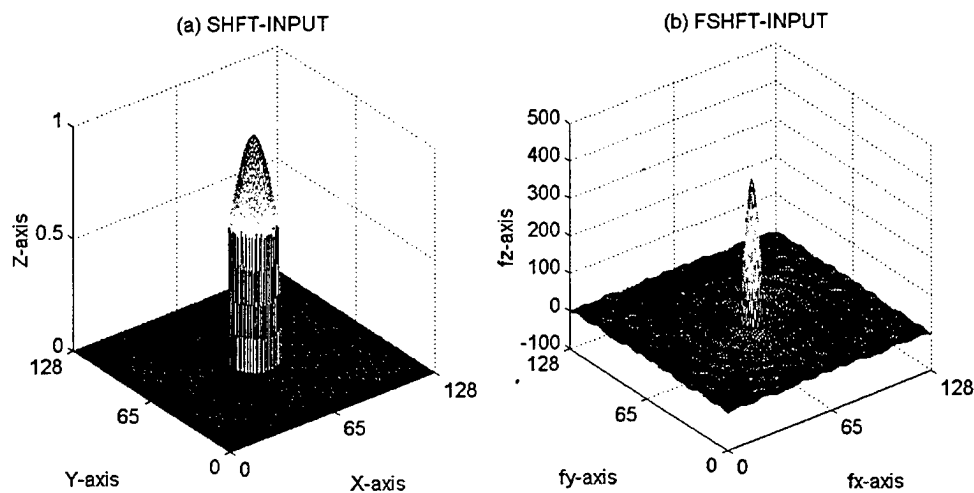 (a) SHFT-INPUT
1
0.5
0
Z-axis
128
65
0
Y-axis
0
65
128
X-axis
(b) FSHFT-INPUT
500
400
300
200
100
0
-100
fz-axis
128
65
0
fy-axis
0
65
128
fx-axis